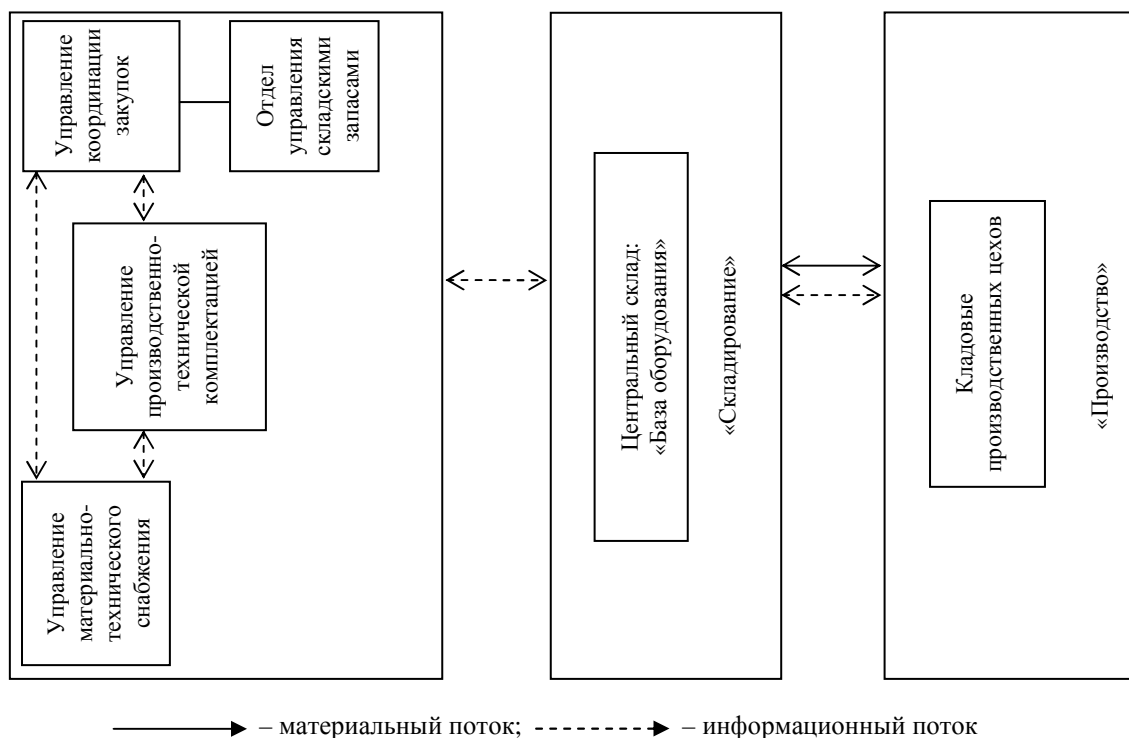 Управление
координации
закупок
Отдел
управления
складскими
запасами
Управление
производственно-
технической
комплектацией
Управление
материально-
технического
снабжения
Центральный склад:
«База оборудования»
«Складирование»
Кладовые
производственных цехов
«Производство»
– материальный поток; – информационный поток